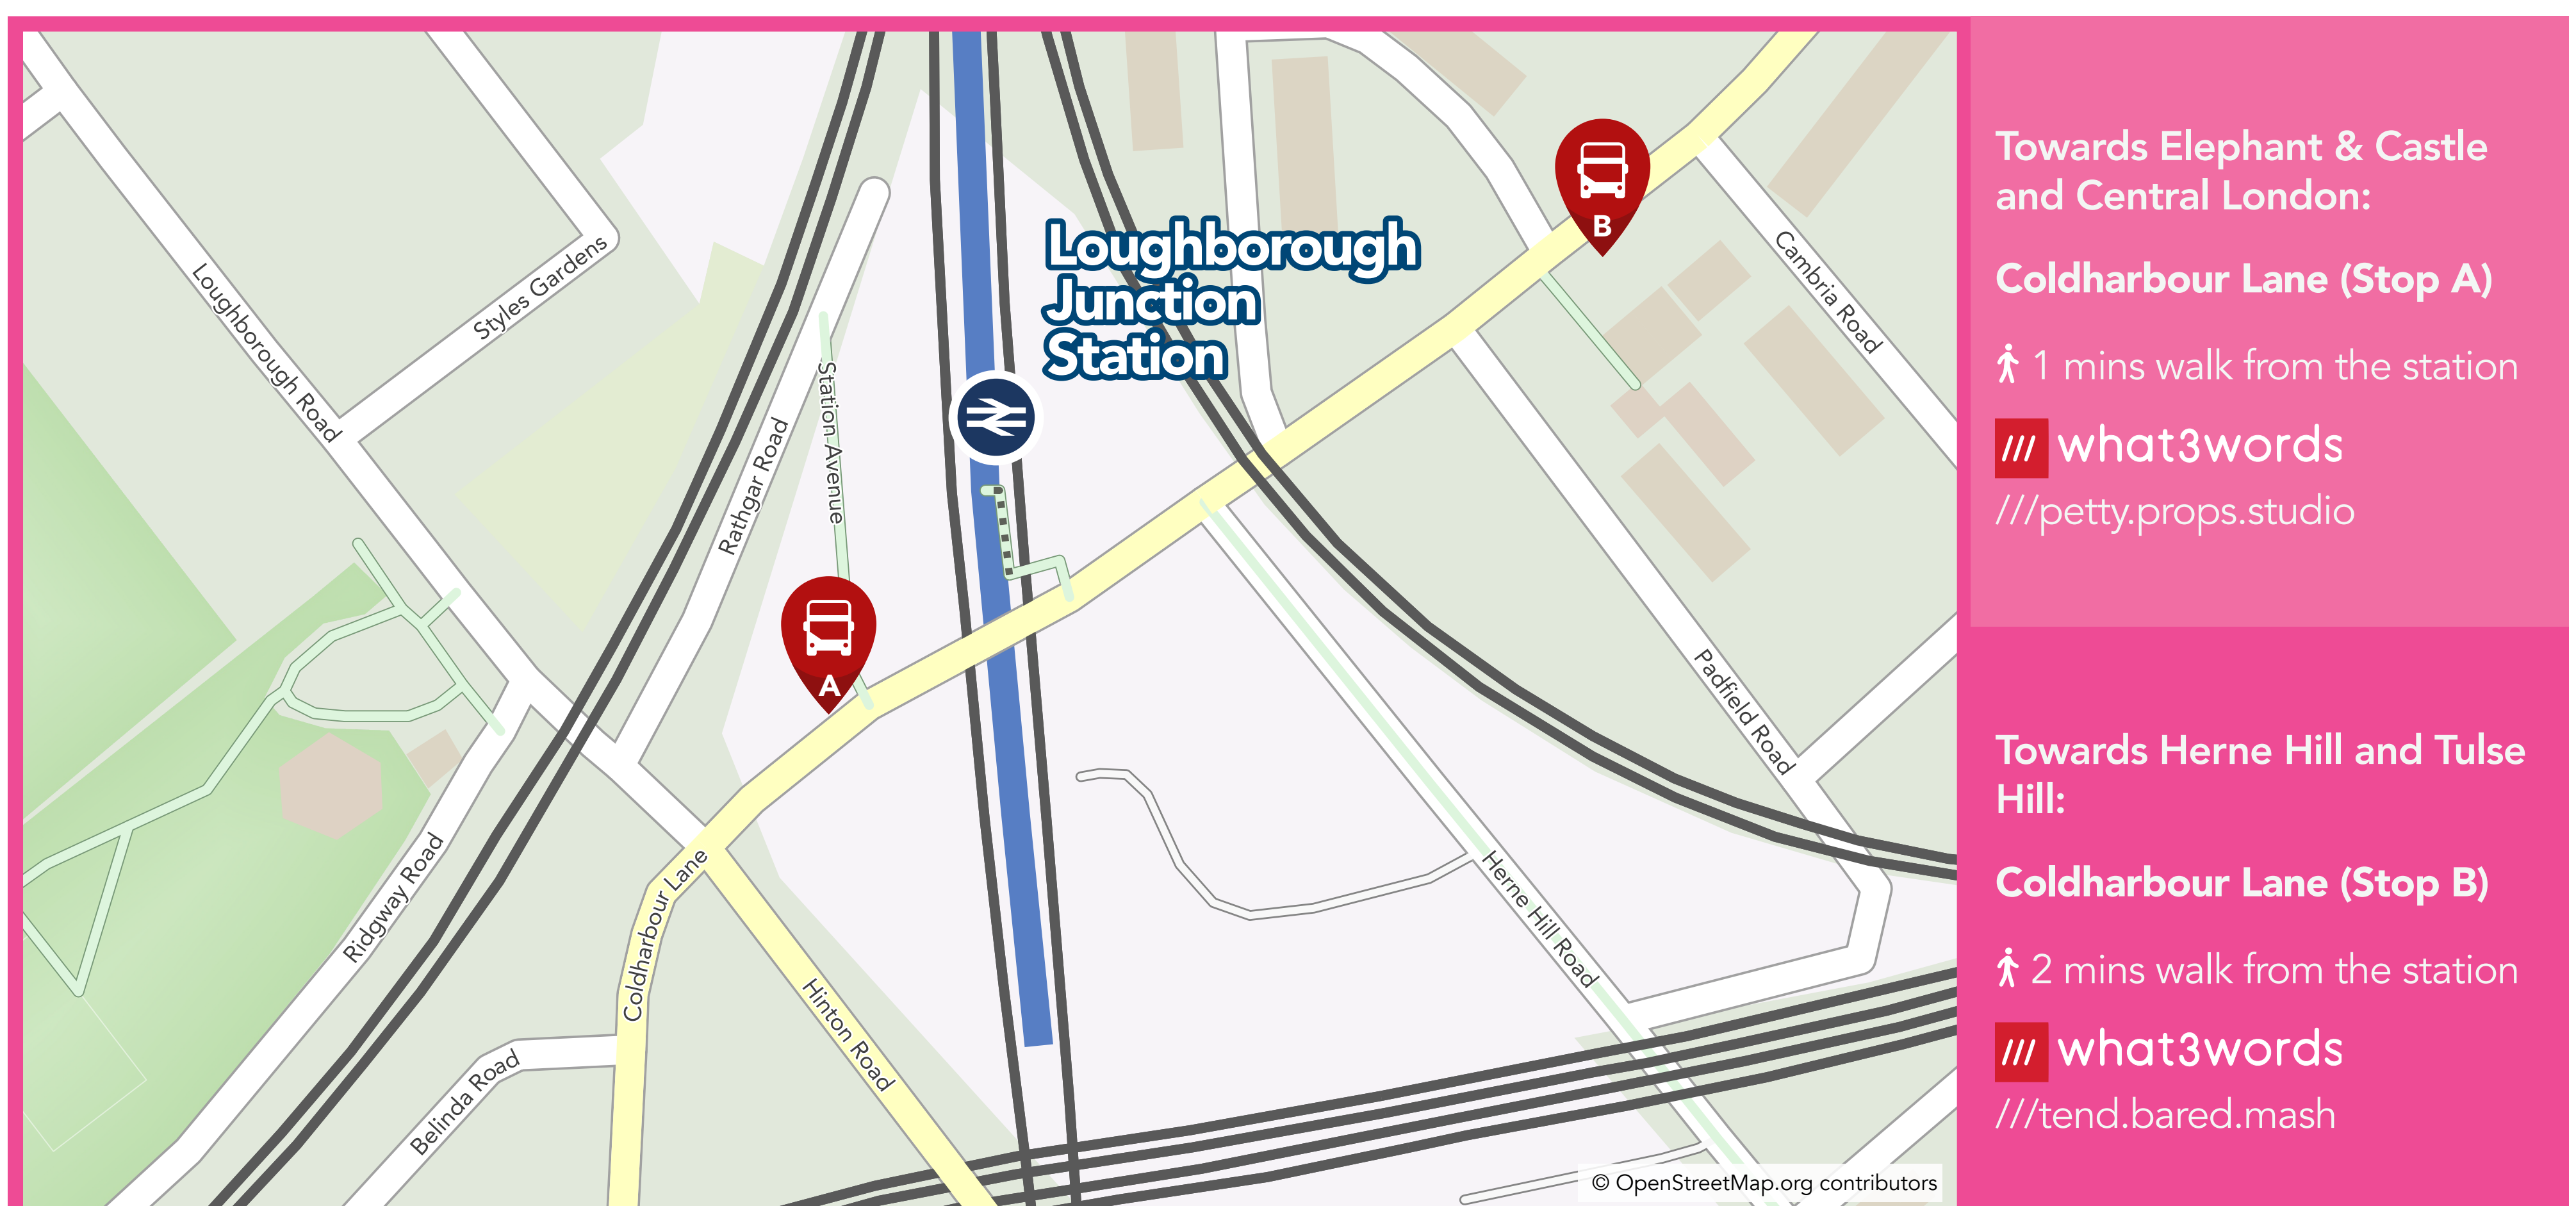 Loughborough Road
Styles Gardens
Rathgar Road
Station Avenue
Loughborough
Junction
Station
B
Cambria Road
A
Padfield Road
Ridgway Road
Coldharbour Lane
Hinton Road
Belinda Road
Herne Hill Road
© OpenStreetMap.org contributors
Towards Elephant & Castle
and Central London:
Coldharbour Lane (Stop A)
1 mins walk from the station
/// what3words
///petty.props.studio
Towards Herne Hill and Tulse
Hill:
Coldharbour Lane (Stop B)
2 mins walk from the station
/// what3words
///tend.bared.mash